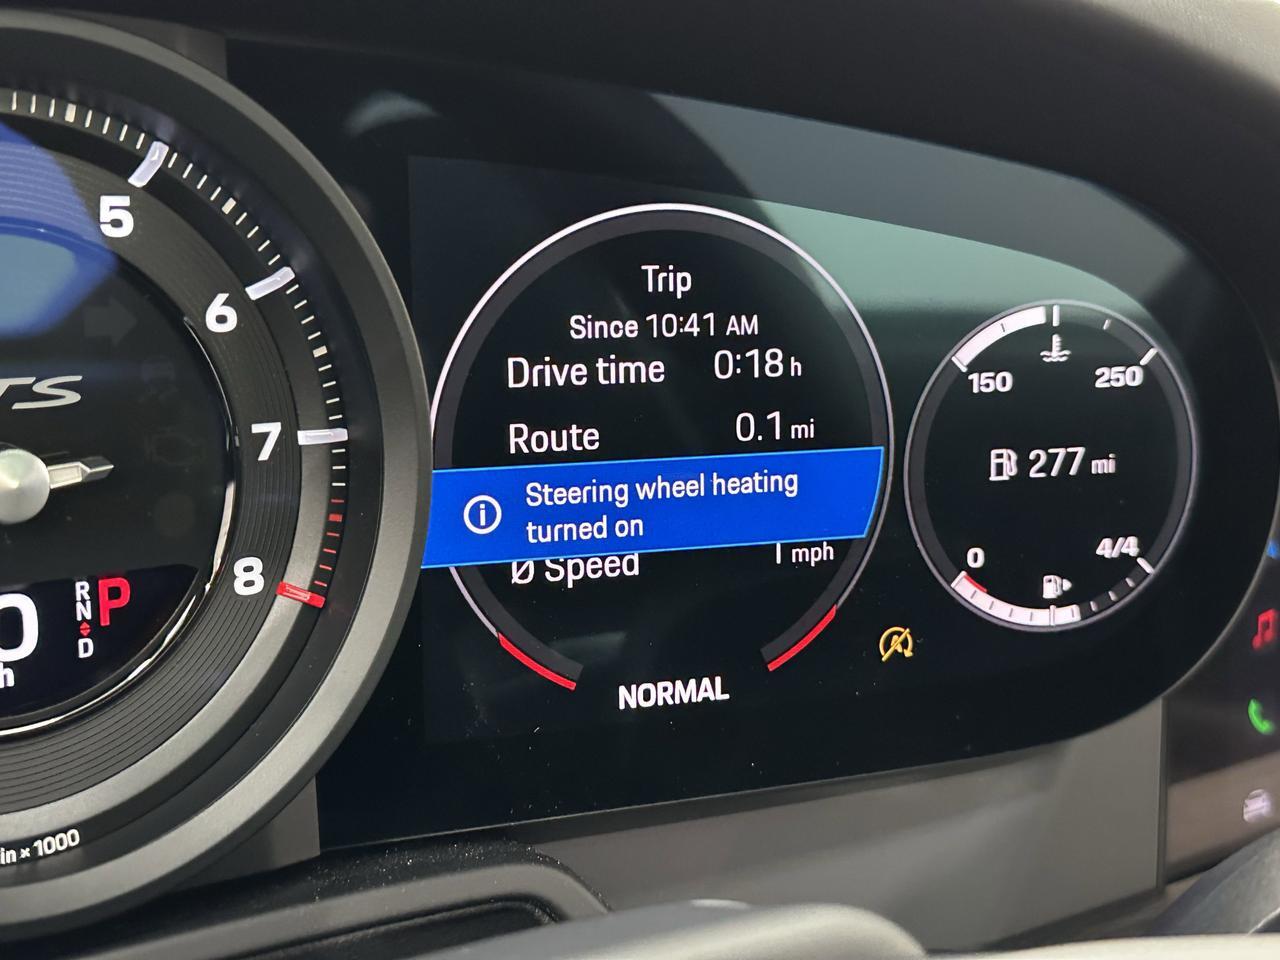 5
6
7
8
TS
0
h
R
N
D
P
in x 1000
Trip
Since 10:41 AM
Drive time 0:18 h
Route 0.1 mi
Steering wheel heating
turned on
Ø Speed 1 mph
NORMAL
150 250
277 mi
0 4/4